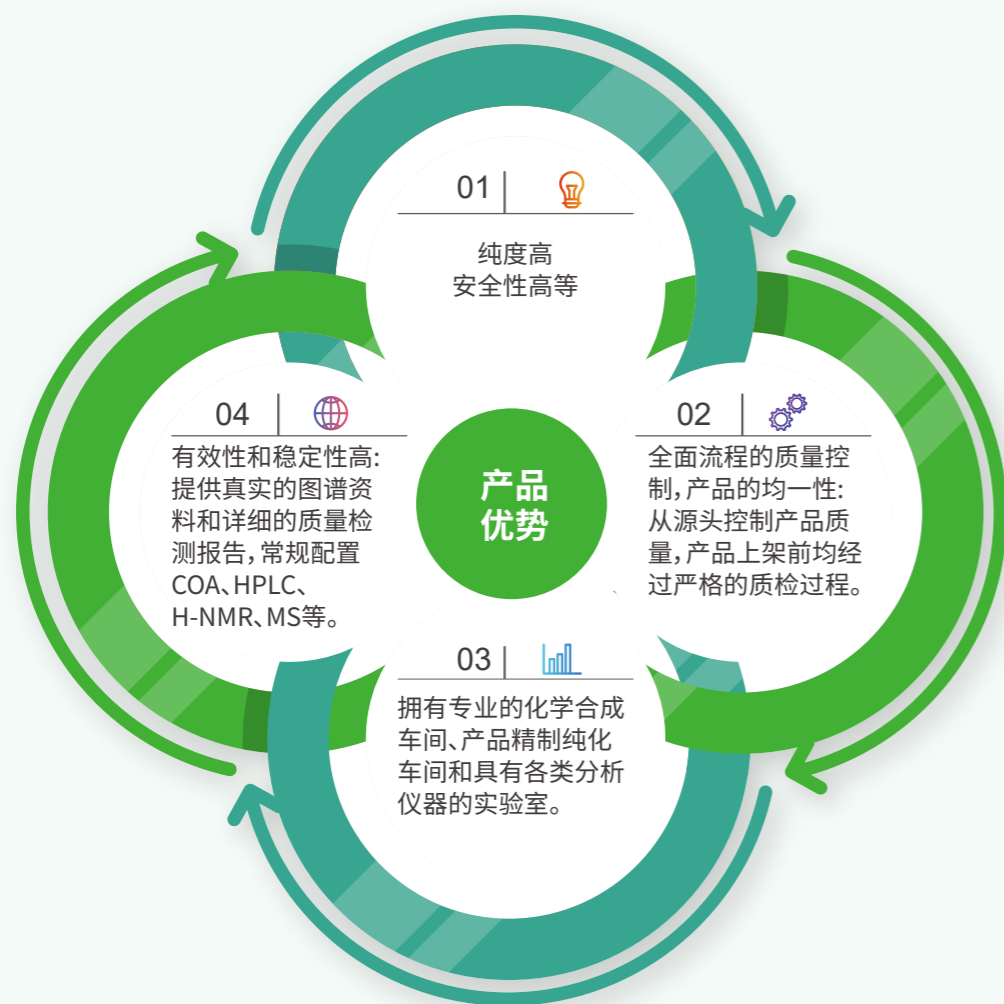 01
纯度高
安全性高等
04
有效性和稳定性高:
提供真实的图谱资
料和详细的质量检
测报告,常规配置
COA、HPLC、
H-NMR、MS等。
产品
优势
02
全面流程的质量控
制,产品的均一性:
从源头控制产品质
量,产品上架前均经
过严格的质检过程。
03
拥有专业的化学合成
车间、产品精制纯化
车间和具有各类分析
仪器的实验室。